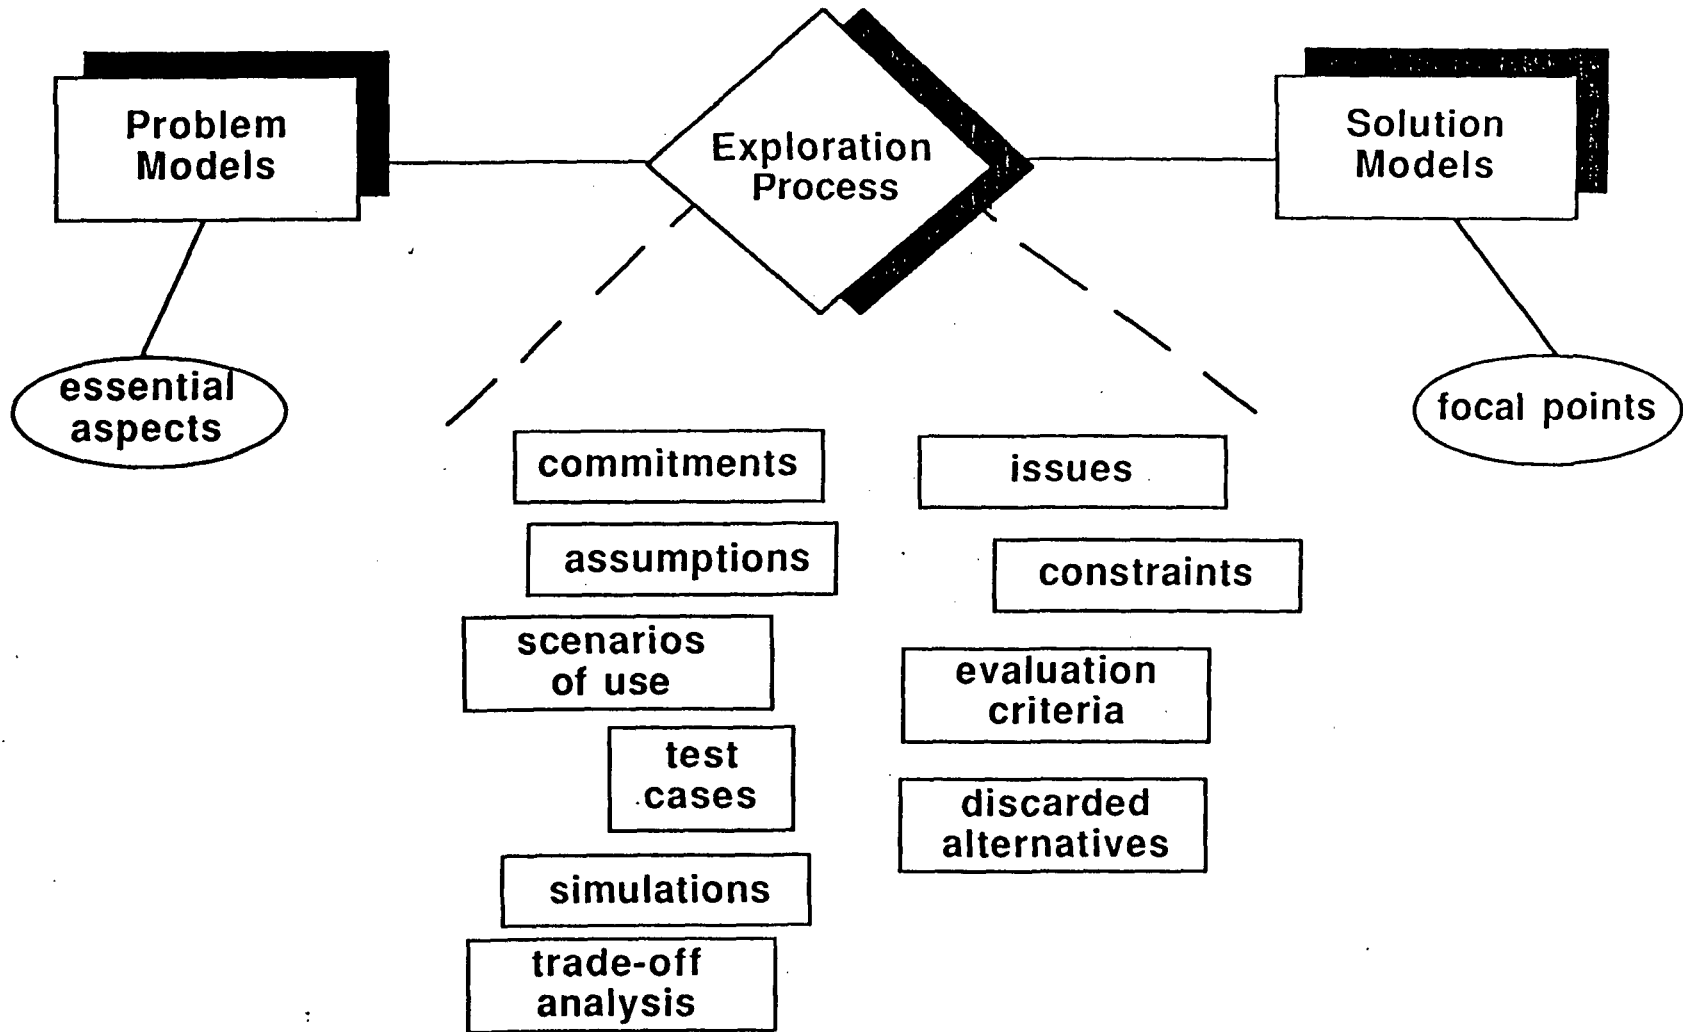 Problem
Models
Exploration
Process
Solution
Models
essential
aspects
focal points
commitments
assumptions
scenarios
of use
test
cases
simulations
trade-off
analysis
issues
constraints
evaluation
criteria
discarded
alternatives